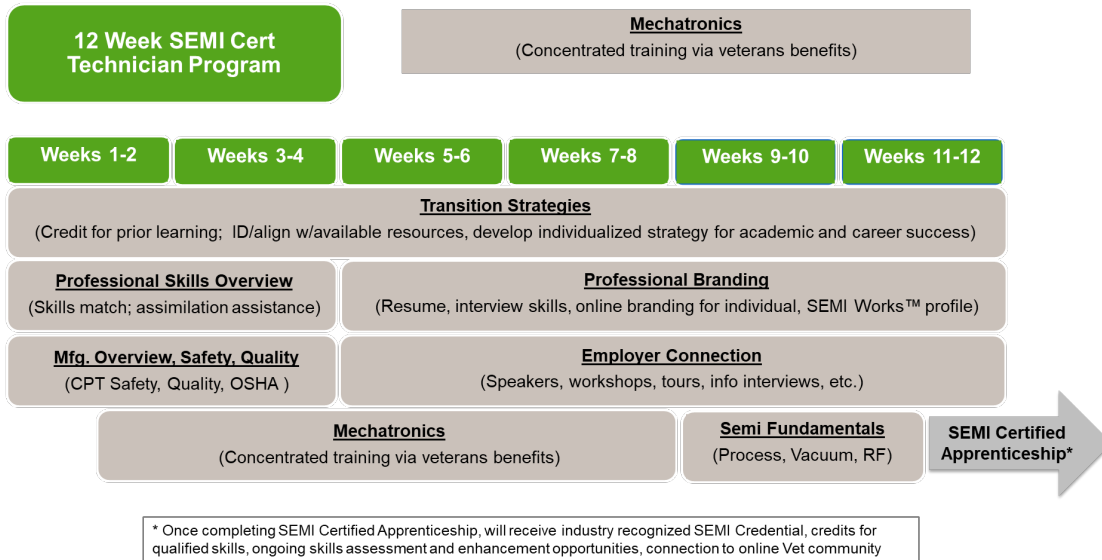 12 Week SEMI Cert
Technician Program
Mechatronics
(Concentrated training via veterans benefits)
Weeks 1-2
Weeks 3-4
Weeks 5-6
Weeks 7-8
Weeks 9-10
Weeks 11-12
Transition Strategies
(Credit for prior learning; ID/align w/available resources, develop individualized strategy for academic and career success)
Professional Skills Overview
(Skills match; assimilation assistance)
Professional Branding
(Resume, interview skills, online branding for individual, SEMI Works™ profile)
Mfg. Overview, Safety, Quality
(CPT Safety, Quality, OSHA )
Employer Connection
(Speakers, workshops, tours, info interviews, etc.)
Mechatronics
(Concentrated training via veterans benefits)
Semi Fundamentals
(Process, Vacuum, RF)
SEMI Certified
Apprenticeship*
* Once completing SEMI Certified Apprenticeship, will receive industry recognized SEMI Credential, credits for
qualified skills, ongoing skills assessment and enhancement opportunities, connection to online Vet community